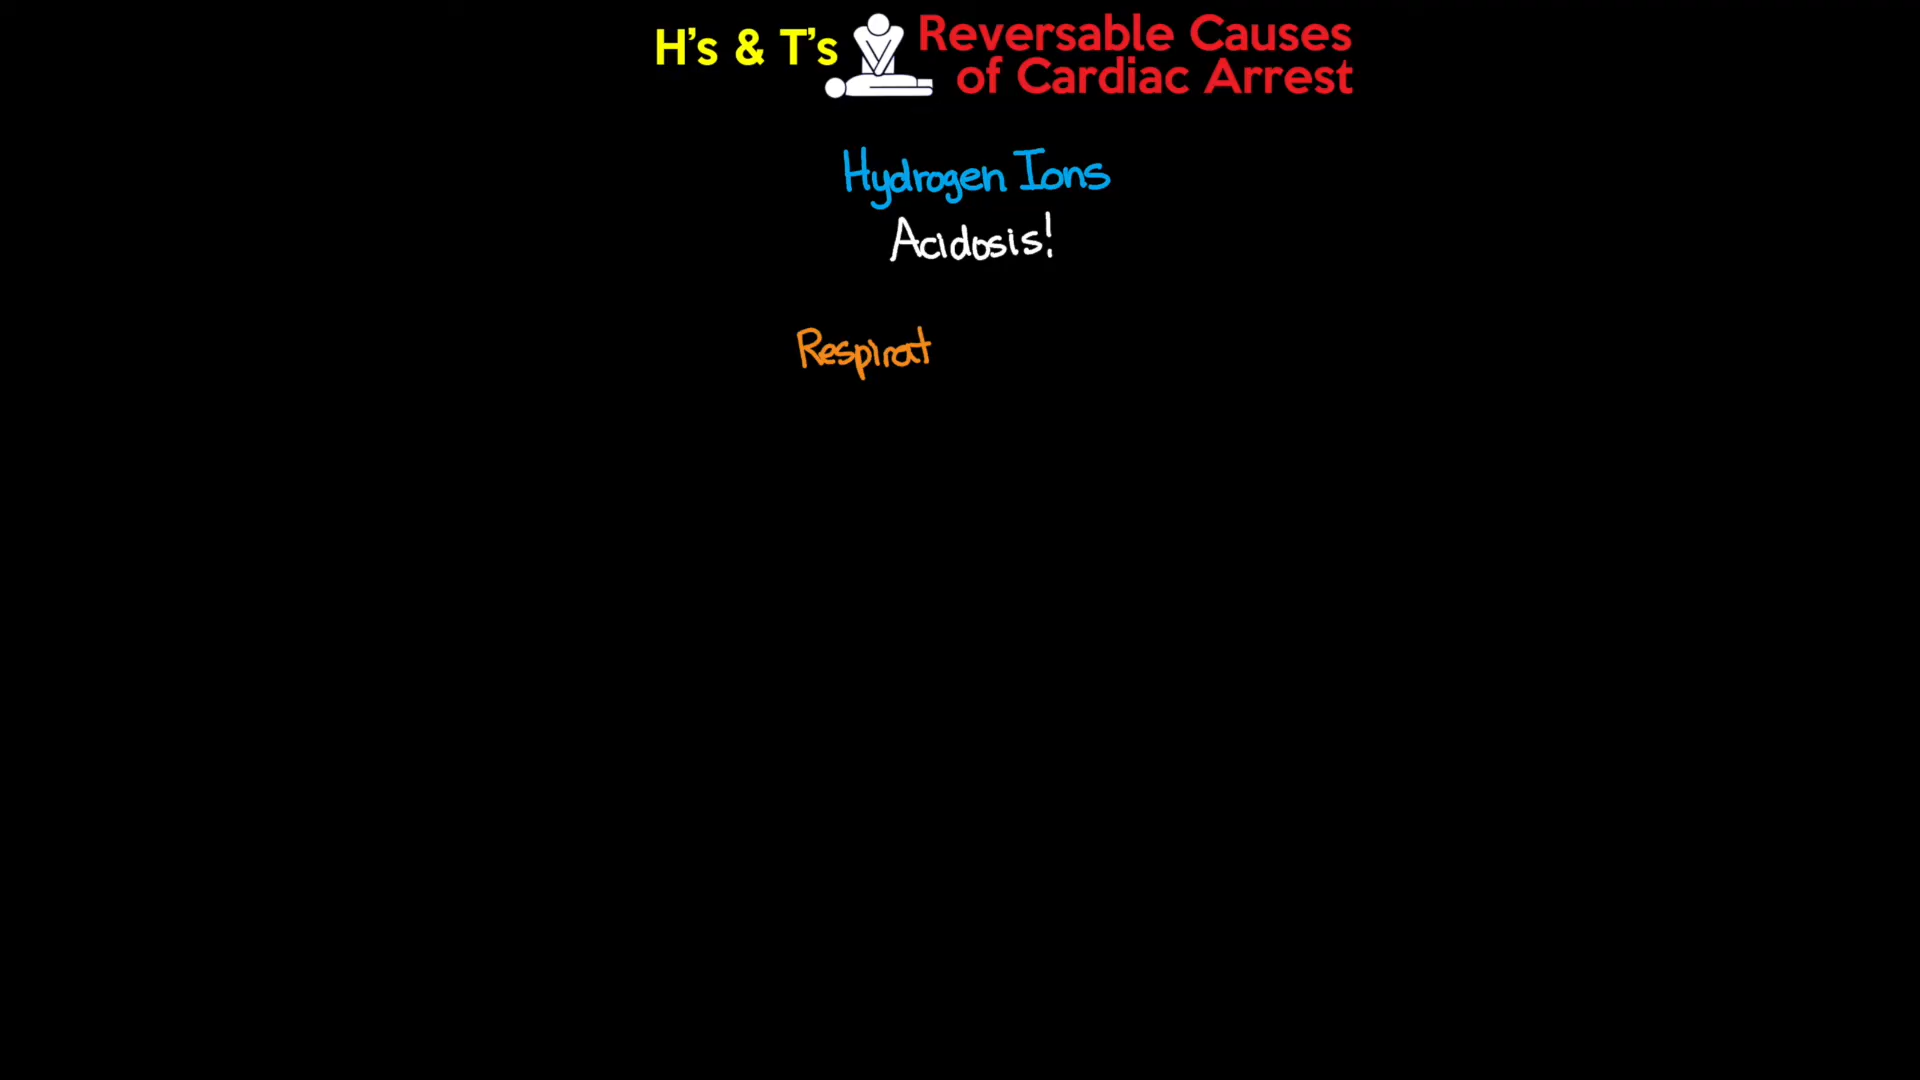 H's & T's
Reversable Causes
of Cardiac Arrest
Hydrogen Ions
Acidosis!
Respirat